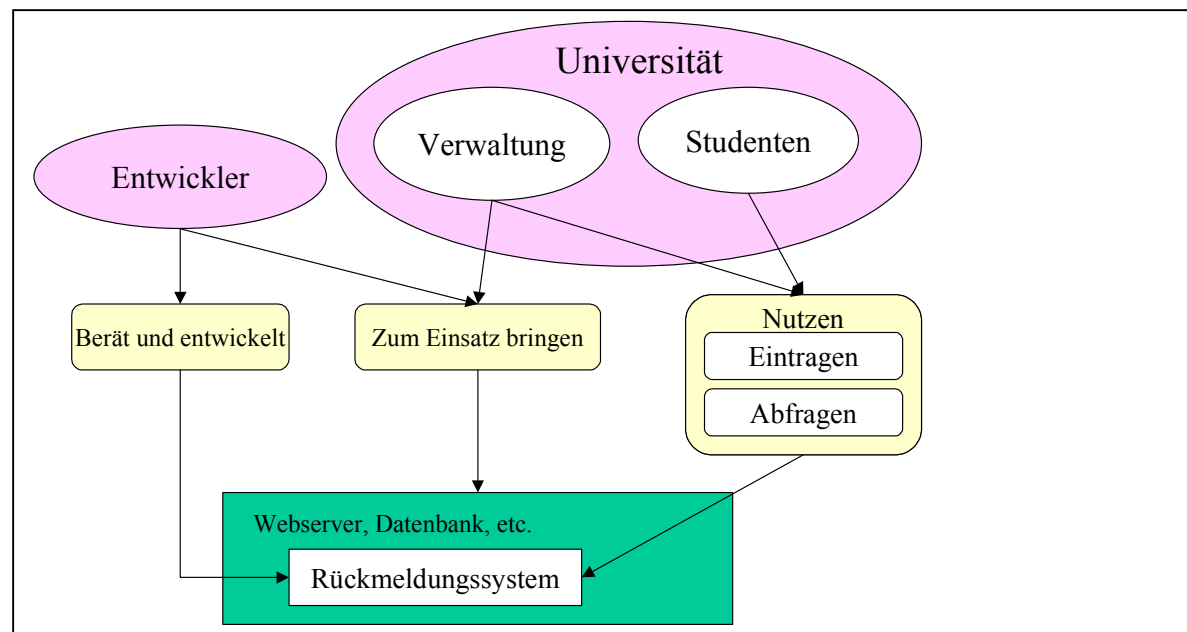 Universität
Verwaltung
Studenten
Entwickler
Berät und entwickelt
Zum Einsatz bringen
Nutzen
Eintragen
Abfragen
Webserver, Datenbank, etc.
Rückmeldungssystem